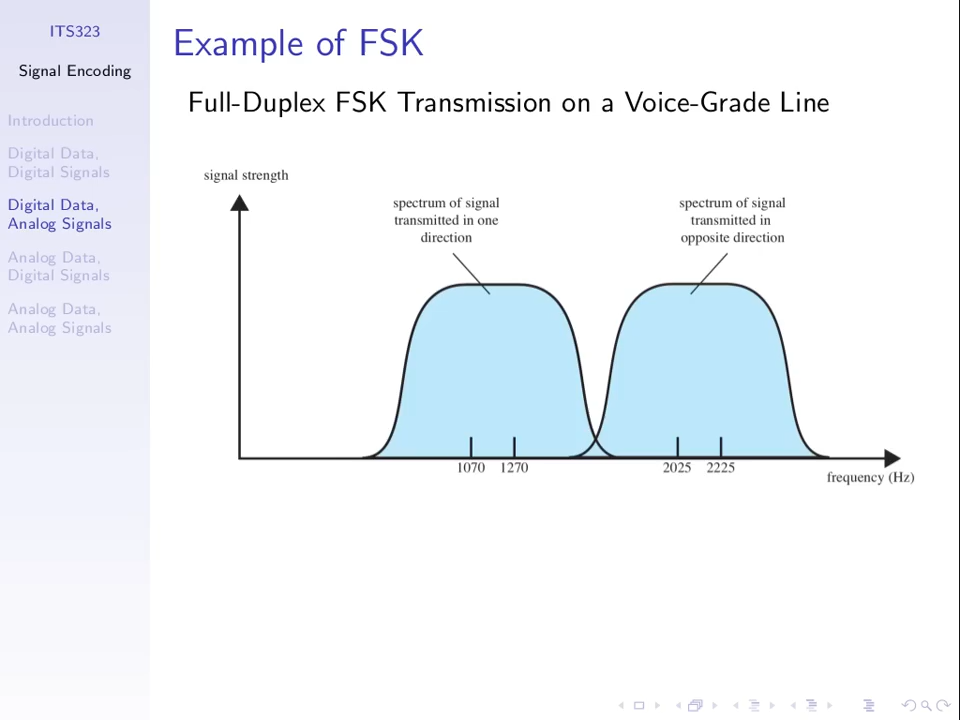 ITS323
Signal Encoding
Introduction
Digital Data,
Digital Signals
Digital Data,
Analog Signals
Analog Data,
Digital Signals
Analog Data,
Analog Signals
Example of FSK
Full-Duplex FSK Transmission on a Voice-Grade Line
signal strength
spectrum of signal
transmitted in one
direction
spectrum of signal
transmitted in
opposite direction
1070 1270 2025 2225
frequency (Hz)